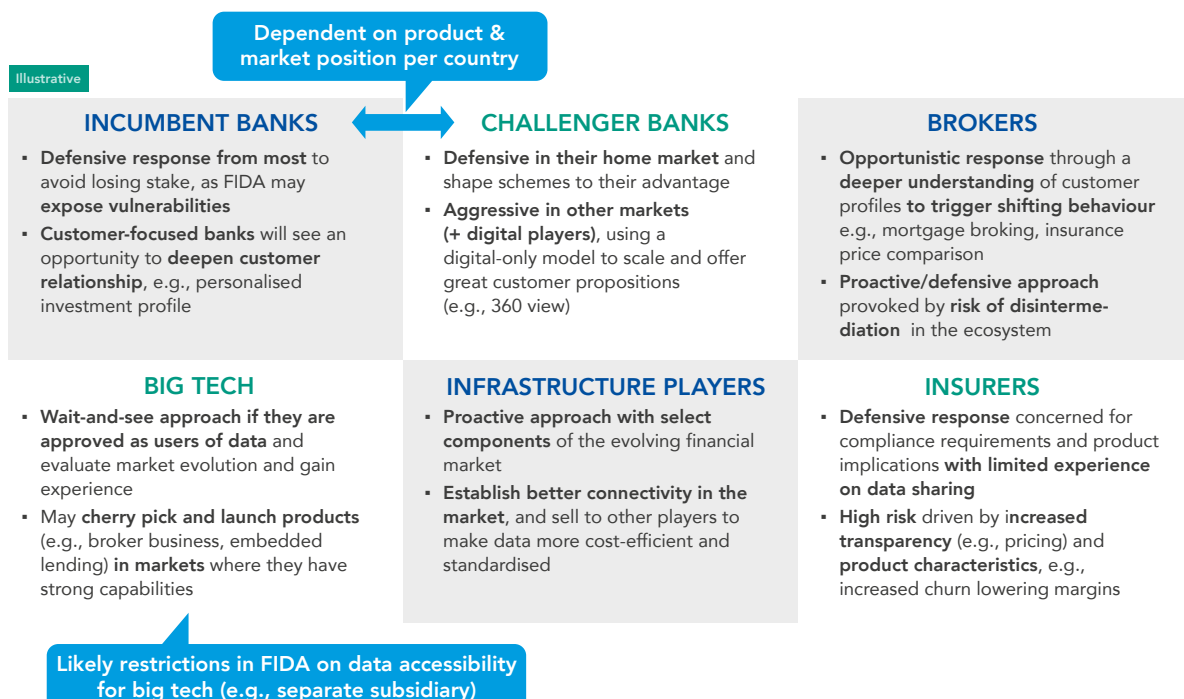 Dependent on product &
market position per country
Illustrative
INCUMBENT BANKS
▪ Defensive response from most to
avoid losing stake, as FIDA may
expose vulnerabilities
▪ Customer-focused banks will see an
opportunity to deepen customer
relationship, e.g., personalised
investment profile
CHALLENGER BANKS
▪ Defensive in their home market and
shape schemes to their advantage
▪ Aggressive in other markets
(+ digital players), using a
digital-only model to scale and offer
great customer propositions
(e.g., 360 view)
BROKERS
▪ Opportunistic response through a
deeper understanding of customer
profiles to trigger shifting behaviour
e.g., mortgage broking, insurance
price comparison
▪ Proactive/defensive approach
provoked by risk of disinterme-
diation in the ecosystem
BIG TECH
▪ Wait-and-see approach if they are
approved as users of data and
evaluate market evolution and gain
experience
▪ May cherry pick and launch products
(e.g., broker business, embedded
lending) in markets where they have
strong capabilities
INFRASTRUCTURE PLAYERS
▪ Proactive approach with select
components of the evolving financial
market
▪ Establish better connectivity in the
market, and sell to other players to
make data more cost-efficient and
standardised
INSURERS
▪ Defensive response concerned for
compliance requirements and product
implications with limited experience
on data sharing
▪ High risk driven by increased
transparency (e.g., pricing) and
product characteristics, e.g.,
increased churn lowering margins
Likely restrictions in FIDA on data accessibility
for big tech (e.g., separate subsidiary)